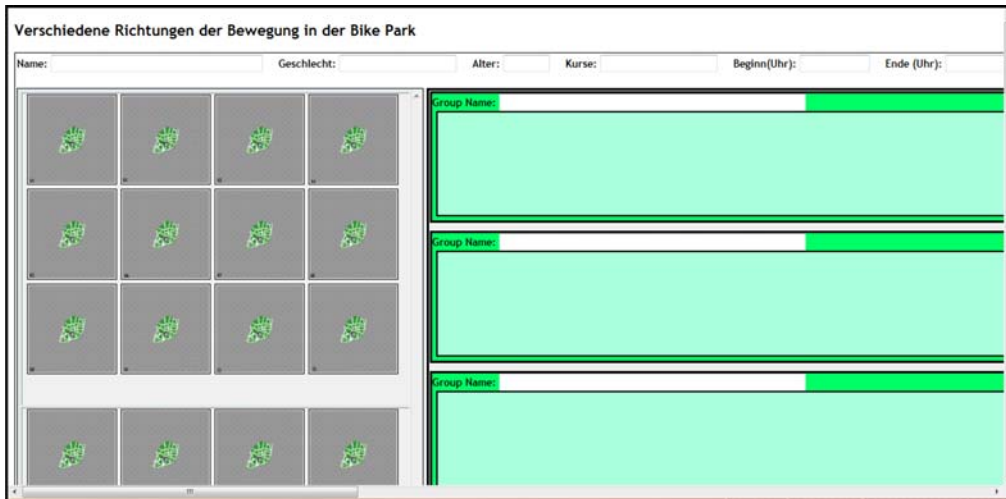 Verschiedene Richtungen der Bewegung in der Bike Park
Name: Geschlecht: Alter: Kurse: Beginn(Uhr): Ende (Uhr):
Group Name:
Group Name:
Group Name: